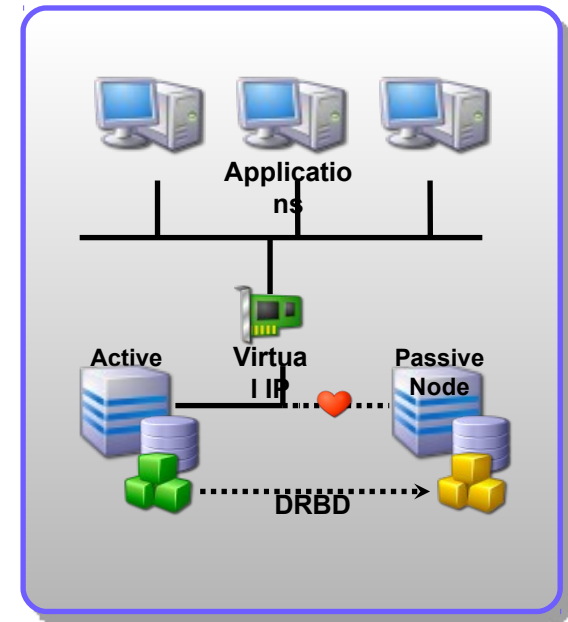 Applicatio
ns
Active
Virtua
l IP
Passive
Node
DRBD